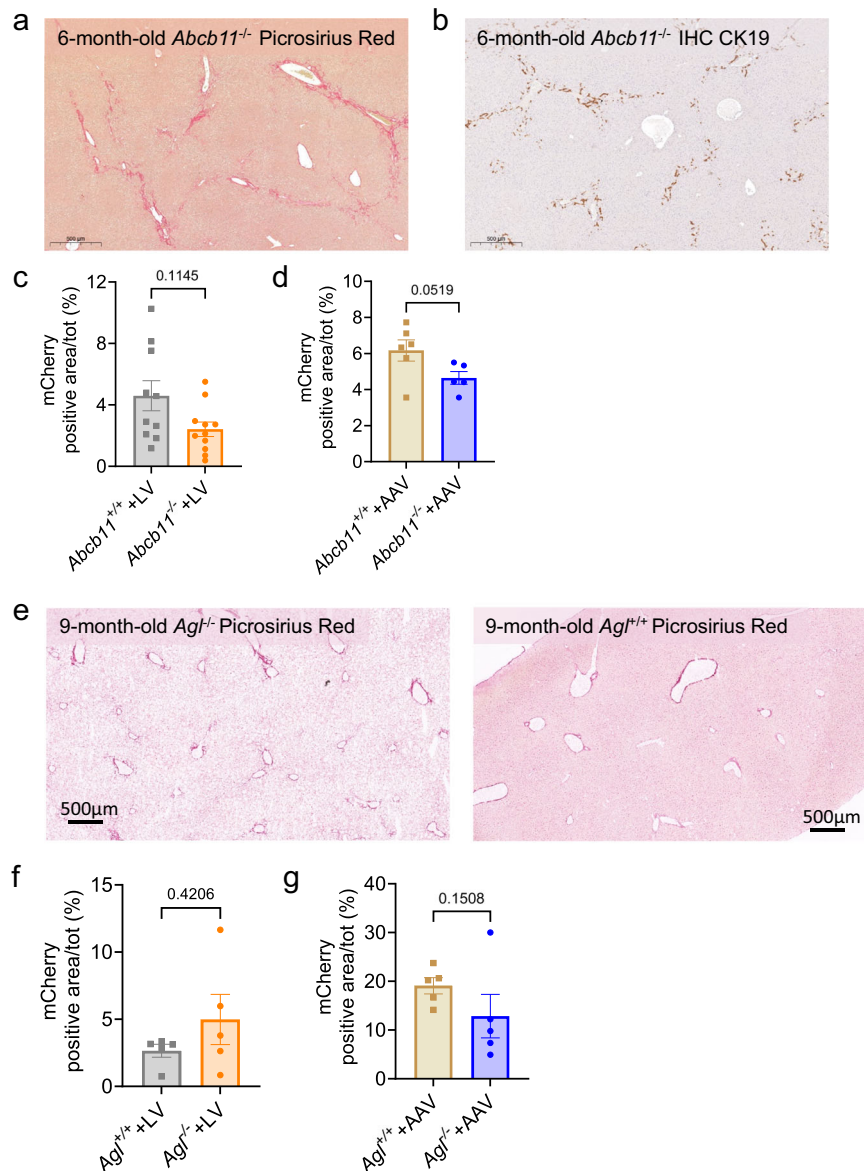 a
6-month-old Abcb11-/- Picrosirius Red
500 µm
b
6-month-old Abcb11-/- IHC CK19
500 µm
c
0.1145
mCherry
positive area/tot (%)
12
8
4
0
Abcb11+/+ +LV
Abcb11-/- +LV
d
0.0519
mCherry
positive area/tot (%)
10
8
6
4
2
0
Abcb11+/+ +AAV
Abcb11-/- +AAV
e
9-month-old Agl-/- Picrosirius Red
500µm
9-month-old Agl+/+ Picrosirius Red
500µm
f
0.4206
mCherry
positive area/tot (%)
15
10
5
0
Agl+/+ +LV
Agl-/- +LV
g
0.1508
mCherry
positive area/tot (%)
40
30
20
10
0
Agl+/+ +AAV
Agl-/- +AAV